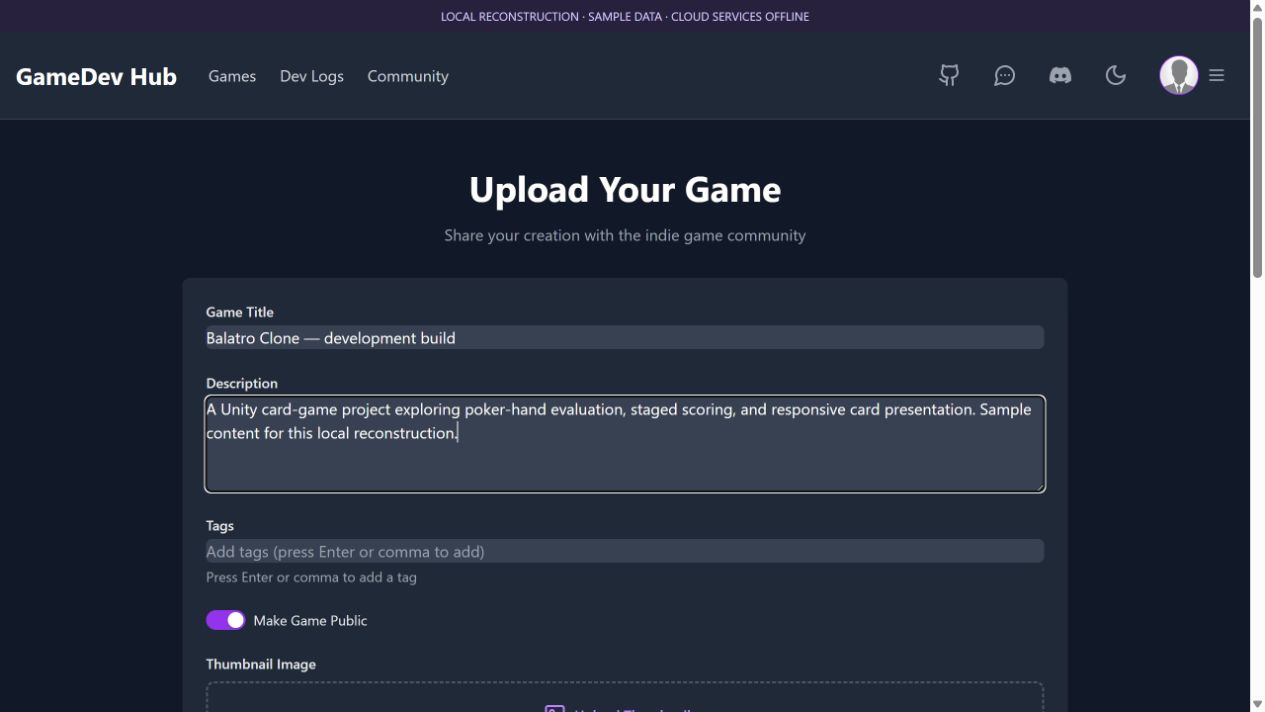 LOCAL RECONSTRUCTION · SAMPLE DATA · CLOUD SERVICES OFFLINE
GameDev Hub
Games
Dev Logs
Community
Upload Your Game
Share your creation with the indie game community
Game Title
Balatro Clone — development build
Description
A Unity card-game project exploring poker-hand evaluation, staged scoring, and responsive card presentation. Sample
content for this local reconstruction.
Tags
Add tags (press Enter or comma to add)
Press Enter or comma to add a tag
Make Game Public
Thumbnail Image